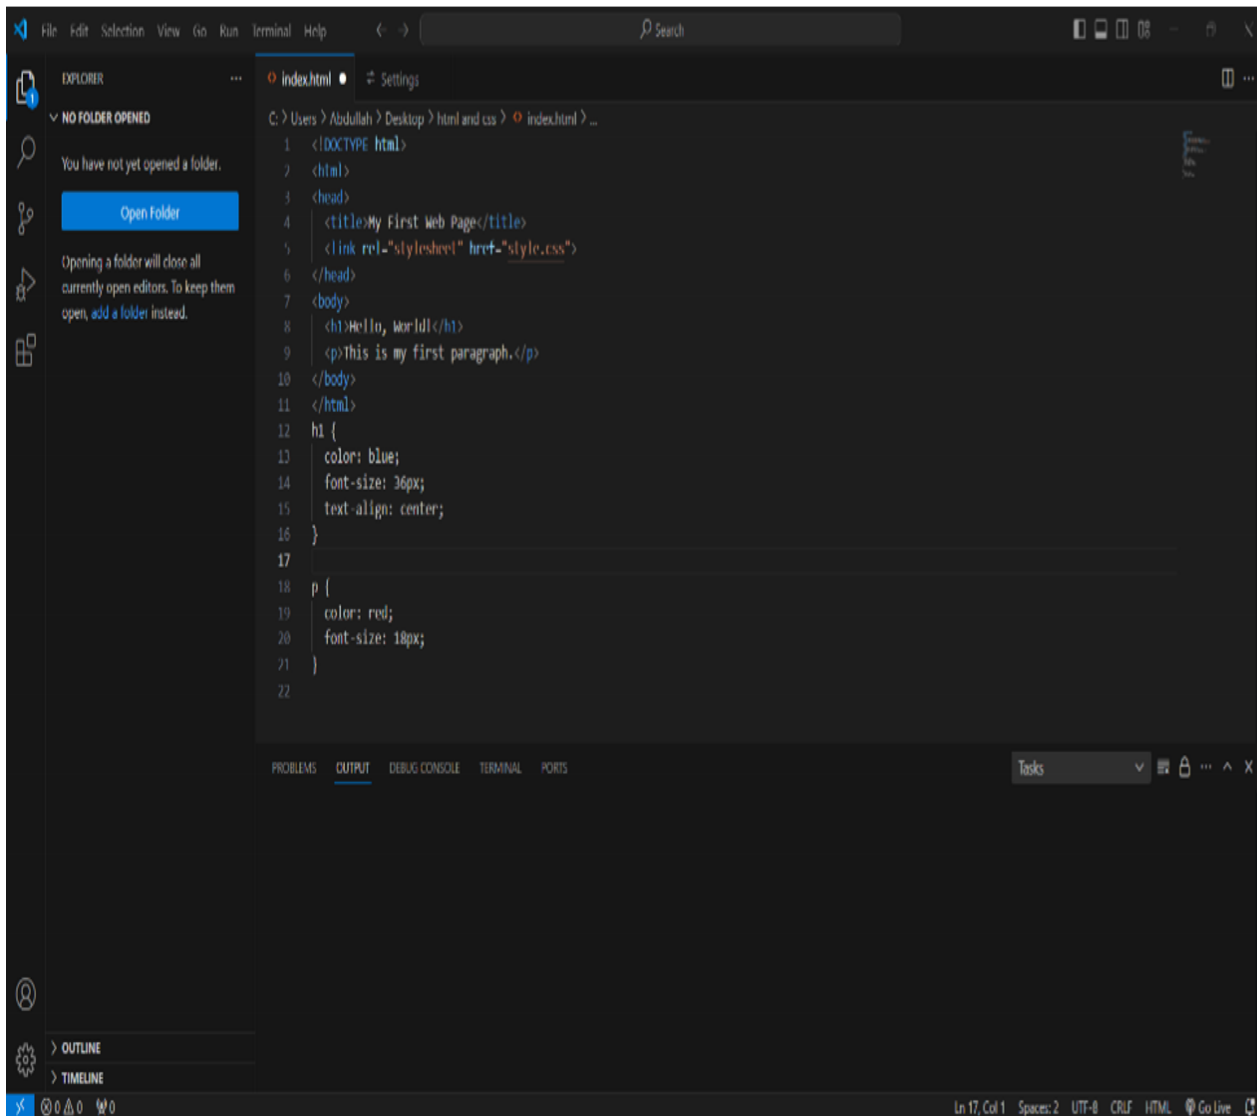 File Edit Selection View Go Run Terminal Help Search
EXPLORER
NO FOLDER OPENED
You have not yet opened a folder.
Open Folder
Opening a folder will close all
currently open editors. To keep them
open, add a folder instead.
OUTLINE
TIMELINE
index.html Settings
C: > Users > Abdullah > Desktop > html and css > index.html > ...
1 <!DOCTYPE html>
2 <html>
3 <head>
4 <title>My First Web Page</title>
5 <link rel="stylesheet" href="style.css">
6 </head>
7 <body>
8 <h1>Hello, World!</h1>
9 <p>This is my first paragraph.</p>
10 </body>
11 </html>
12 h1 {
13 color: blue;
14 font-size: 36px;
15 text-align: center;
16 }
17
18 p {
19 color: red;
20 font-size: 18px;
21 }
22
PROBLEMS OUTPUT DEBUG CONSOLE TERMINAL PORTS Tasks
0 0 0 Ln 17, Col 1 Spaces: 2 UTF-8 CRLF HTML Go Live